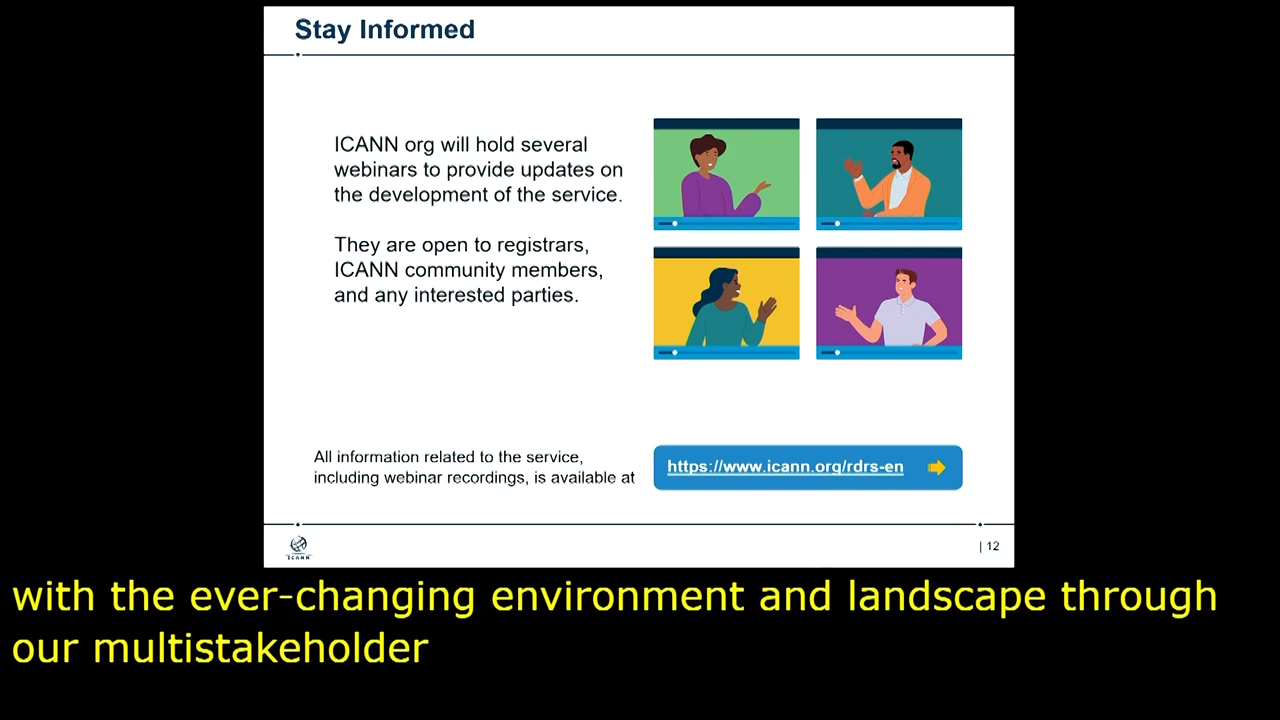 Stay Informed
ICANN org will hold several
webinars to provide updates on
the development of the service.
They are open to registrars,
ICANN community members,
and any interested parties.
All information related to the service,
including webinar recordings, is available at
https://www.icann.org/rdrs-en
ICANN
| 12
with the ever-changing environment and landscape through
our multistakeholder